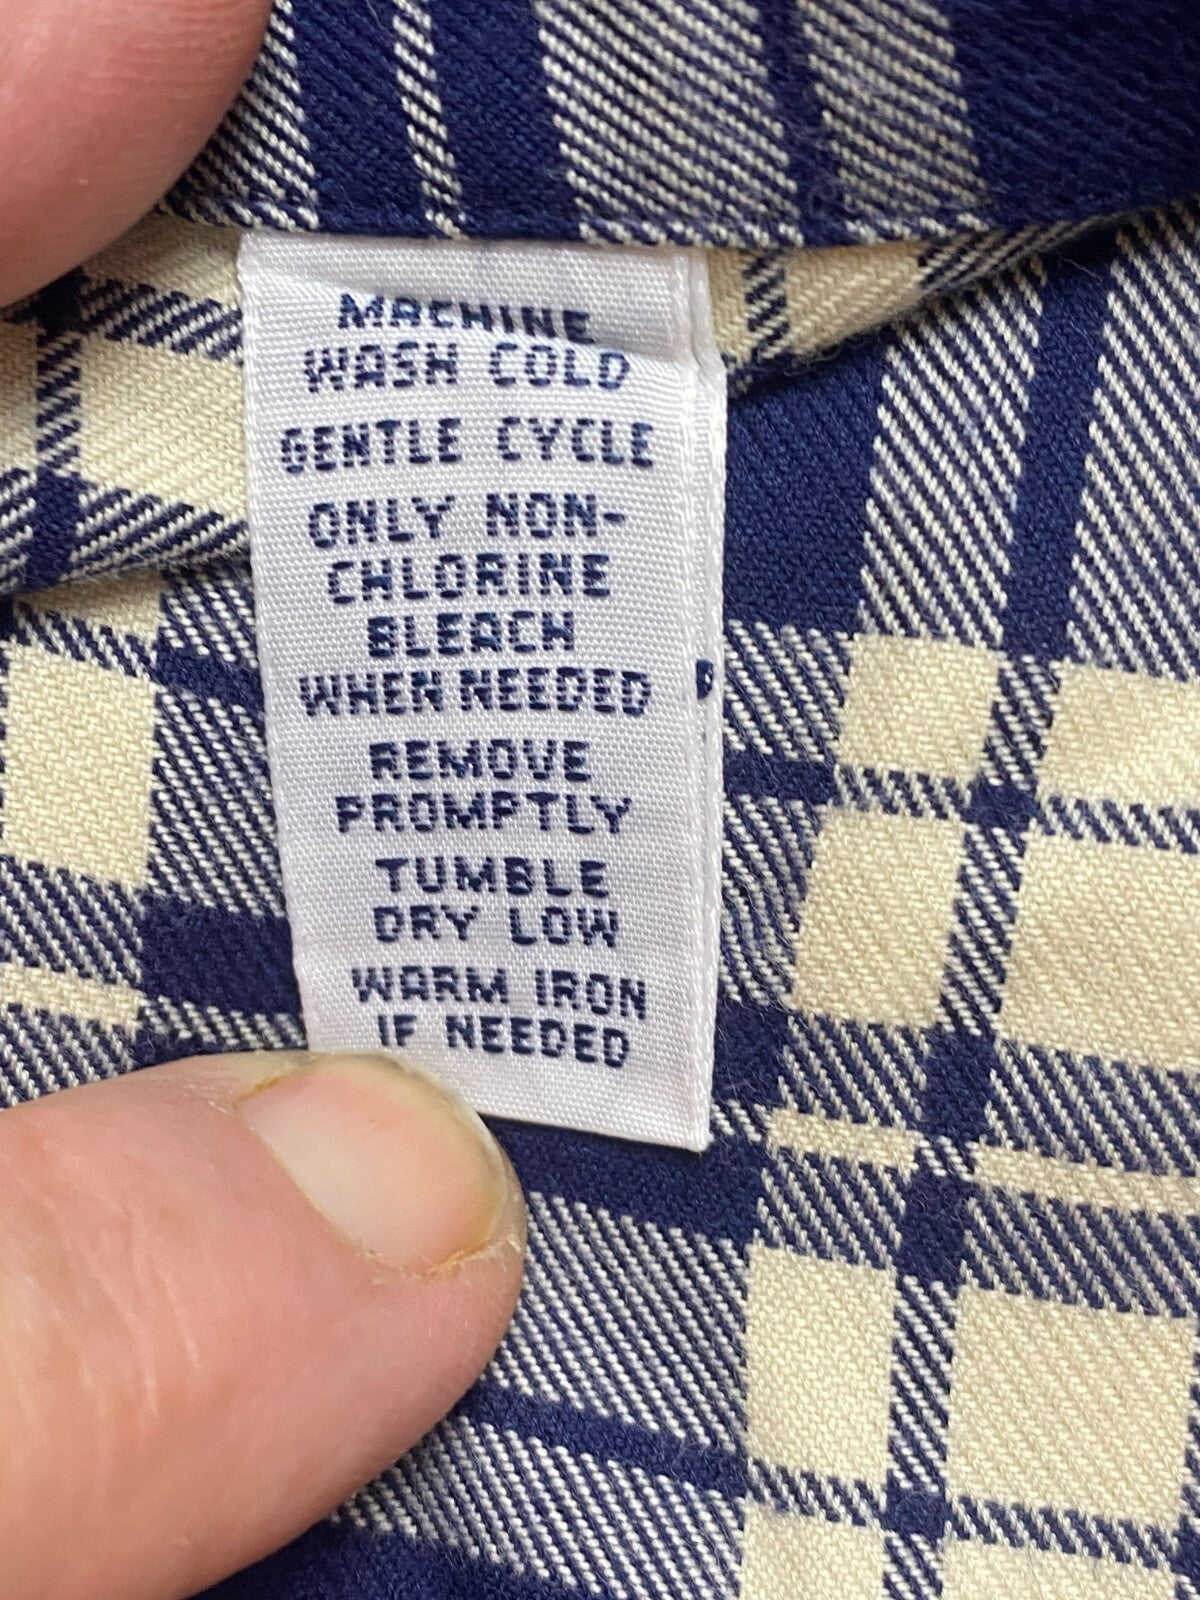 MACHINE
WASH COLD
GENTLE CYCLE
ONLY NON-
CHLORINE
BLEACH
WHEN NEEDED
REMOVE
PROMPTLY
TUMBLE
DRY LOW
WARM IRON
IF NEEDED